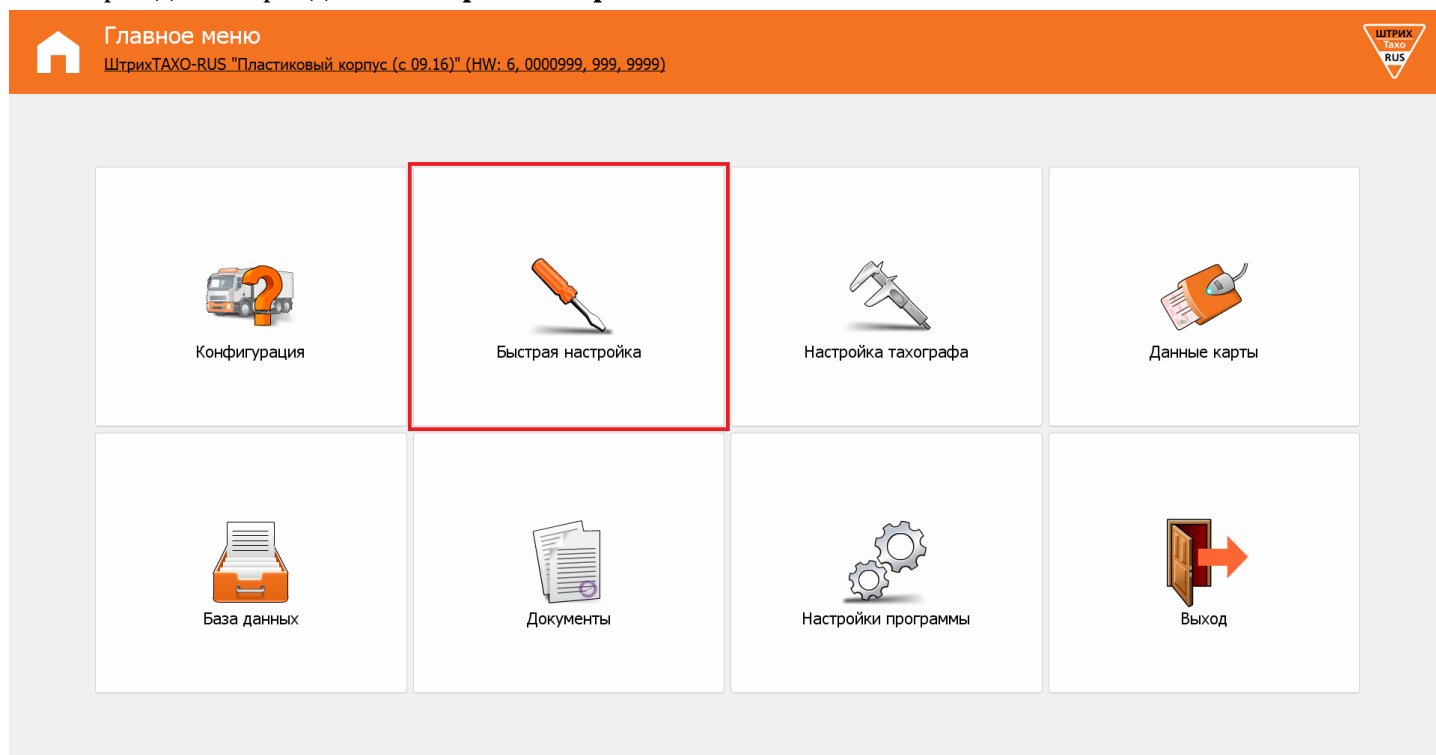 Главное меню
ШтрихТАХО-RUS "Пластиковый корпус (с 09.16)" (HW: 6, 0000999, 999, 9999)
ШТРИХ
Тахо
RUS
Конфигурация
Быстрая настройка
Настройка тахографа
Данные карты
База данных
Документы
Настройки программы
Выход